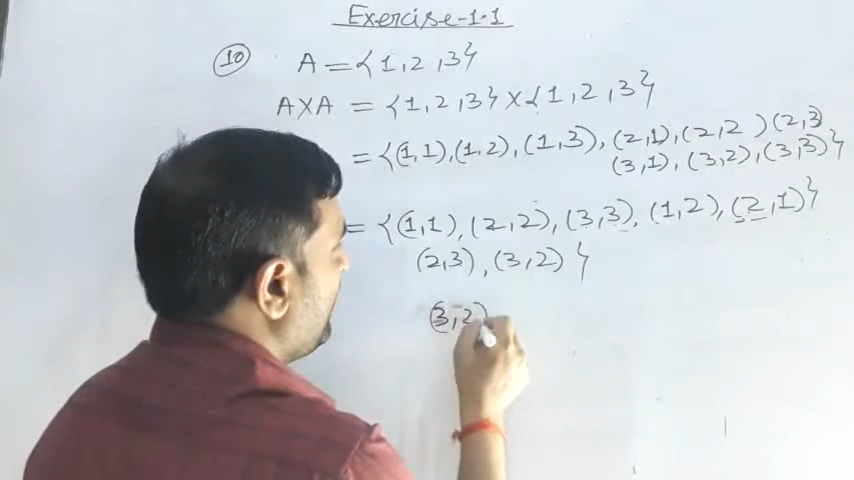 Exercise-1.1
10 A = {1, 2, 3}
A×A = {1, 2, 3} × {1, 2, 3}
= {(1,1), (1,2), (1,3), (2,1), (2,2) (2,3
(3,1), (3,2), (3,3)}
= {(1,1), (2,2), (3,3), (1,2), (2,1)}
(2,3), (3,2) }
(3,2)